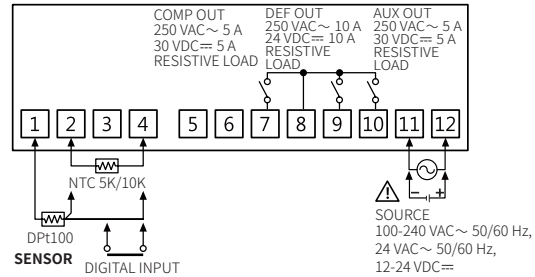 COMP OUT
250 VAC～ 5 A
30 VDC⎓ 5 A
RESISTIVE LOAD
DEF OUT
250 VAC～ 10 A
24 VDC⎓ 10 A
RESISTIVE
LOAD
AUX OUT
250 VAC～ 5 A
30 VDC⎓ 5 A
RESISTIVE
LOAD
1 2 3 4 5 6 7 8 9 10 11 12
NTC 5K/10K
DPt100
SENSOR
DIGITAL INPUT
− +
SOURCE
100-240 VAC～ 50/60 Hz,
24 VAC～ 50/60 Hz,
12-24 VDC⎓